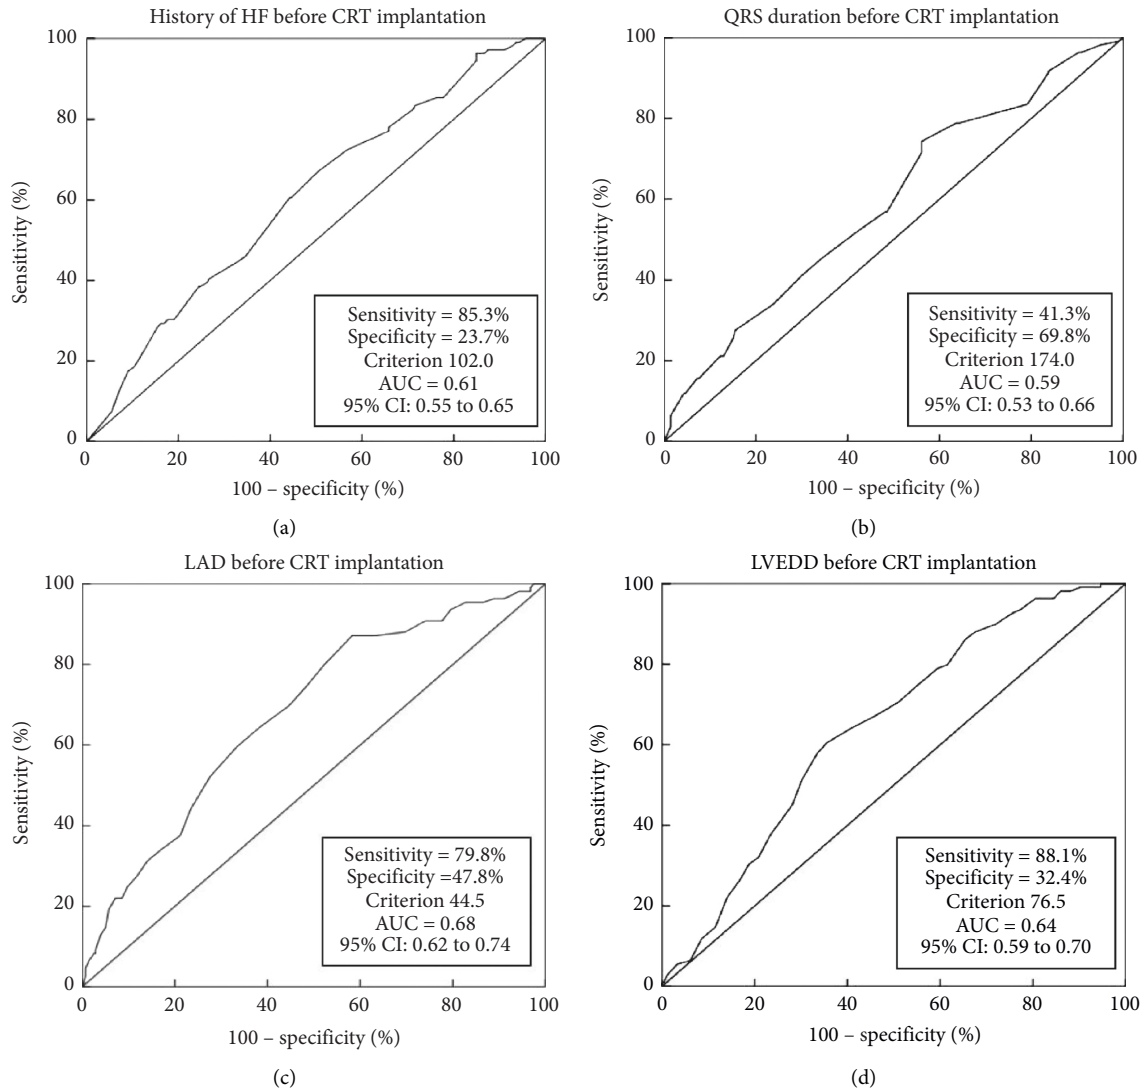 History of HF before CRT implantation
100
80
60
40
20
0
Sensitivity (%)
Sensitivity = 85.3%
Specificity = 23.7%
Criterion 102.0
AUC = 0.61
95% CI: 0.55 to 0.65
0 20 40 60 80 100
100 – specificity (%)
(a)
QRS duration before CRT implantation
100
80
60
40
20
0
Sensitivity (%)
Sensitivity = 41.3%
Specificity = 69.8%
Criterion 174.0
AUC = 0.59
95% CI: 0.53 to 0.66
0 20 40 60 80 100
100 – specificity (%)
(b)
LAD before CRT implantation
100
80
60
40
20
0
Sensitivity (%)
Sensitivity = 79.8%
Specificity =47.8%
Criterion 44.5
AUC = 0.68
95% CI: 0.62 to 0.74
0 20 40 60 80 100
100 – specificity (%)
(c)
LVEDD before CRT implantation
100
80
60
40
20
0
Sensitivity (%)
Sensitivity = 88.1%
Specificity = 32.4%
Criterion 76.5
AUC = 0.64
95% CI: 0.59 to 0.70
0 20 40 60 80 100
100 – specificity (%)
(d)